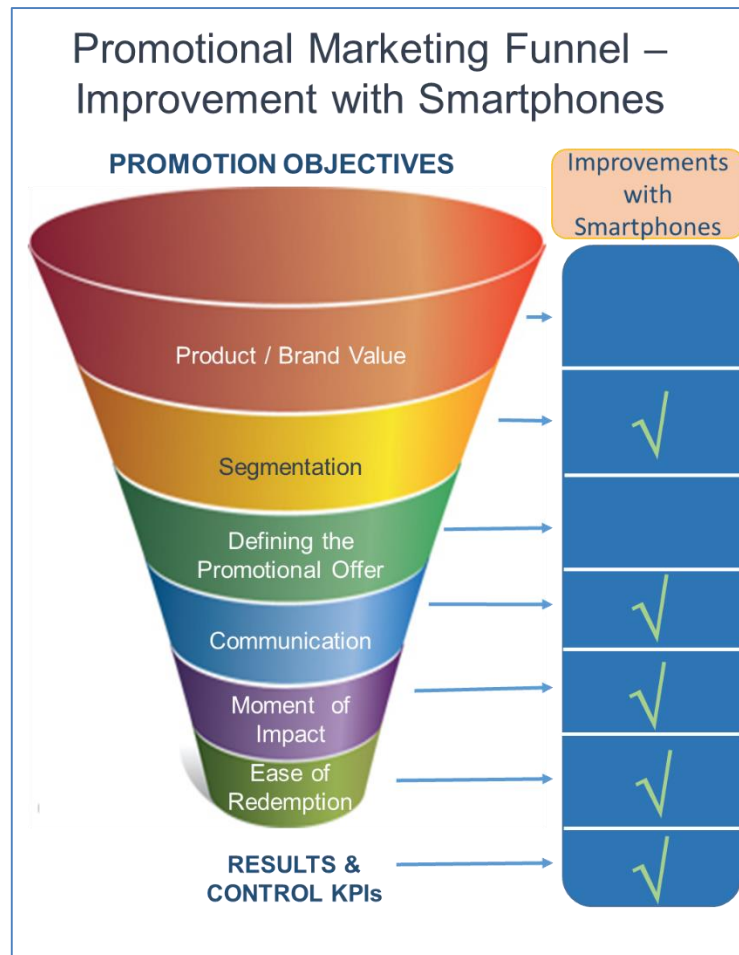 Promotional Marketing Funnel –
Improvement with Smartphones
PROMOTION OBJECTIVES
Improvements
with
Smartphones
Product / Brand Value
Segmentation
√
Defining the
Promotional Offer
Communication
√
Moment of
Impact
√
Ease of
Redemption
√
RESULTS &
CONTROL KPIs
√